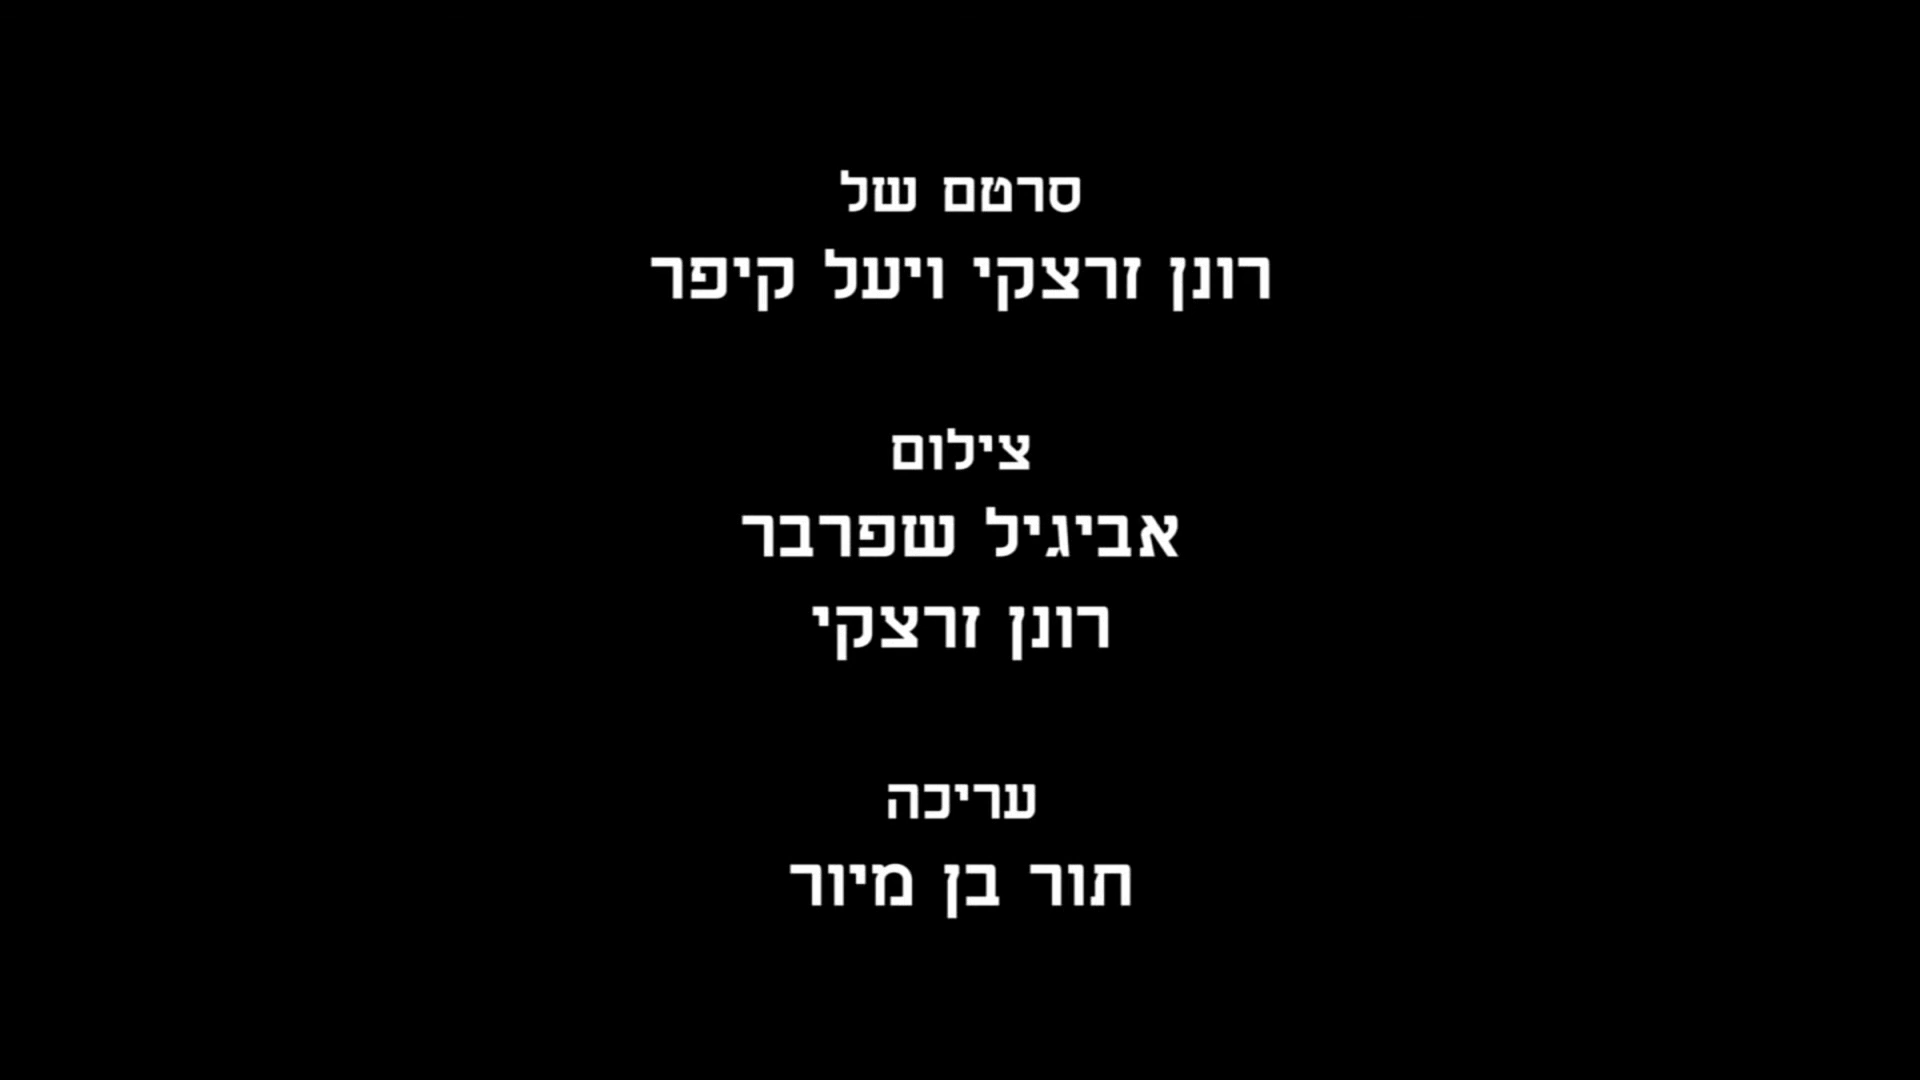 סרטם של
רונן זרצקי ויעל קיפר
צילום
אביגיל שפרבר
רונן זרצקי
עריכה
תור בן מיור